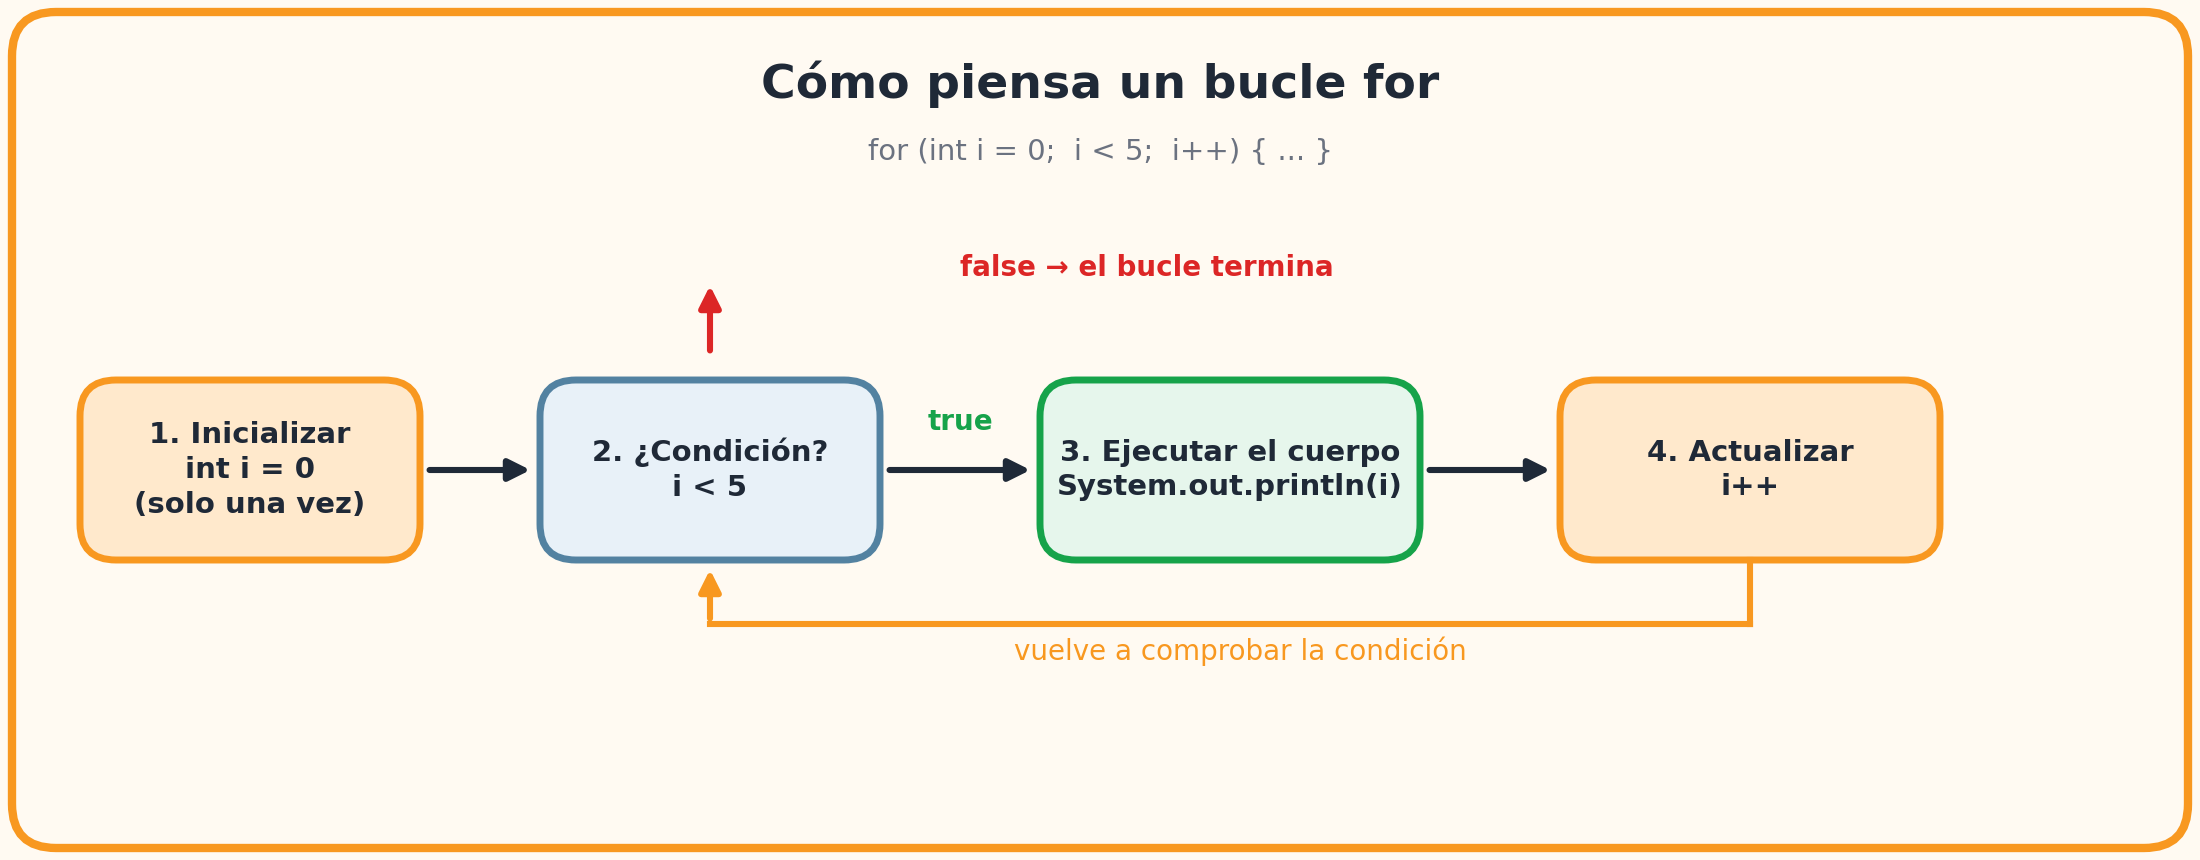 Cómo piensa un bucle for
for (int i = 0;  i < 5;  i++) { ... }
false → el bucle termina
1. Inicializar
int i = 0
(solo una vez)
2. ¿Condición?
i < 5
true
3. Ejecutar el cuerpo
System.out.println(i)
4. Actualizar
i++
vuelve a comprobar la condición